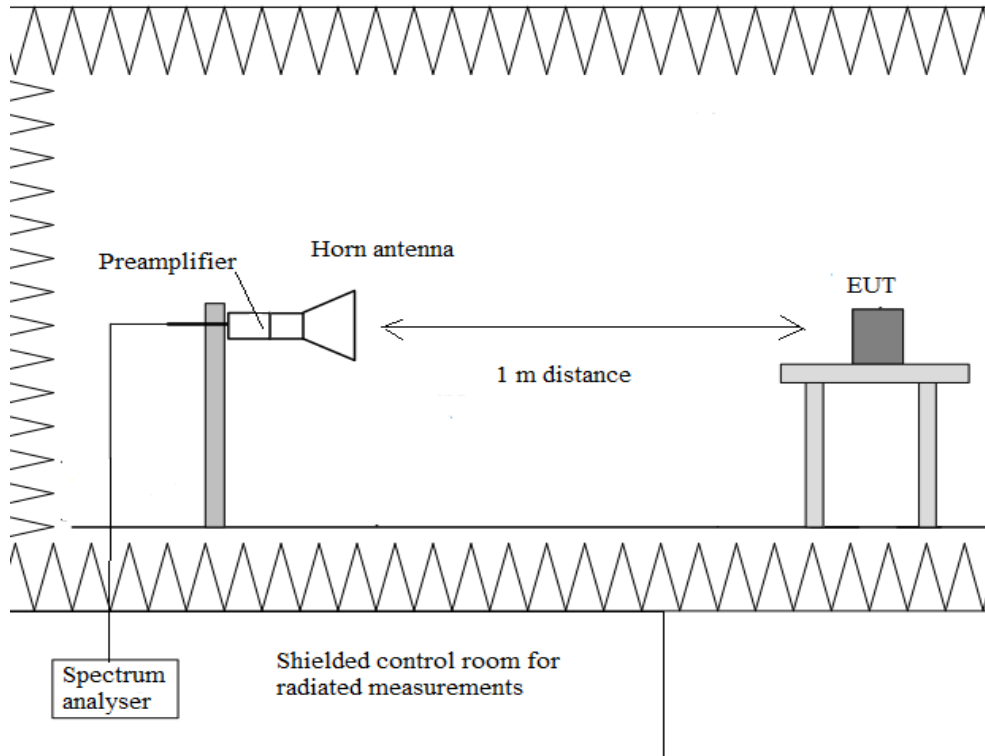 Horn antenna
Preamplifier
EUT
1 m distance
Shielded control room for
radiated measurements
Spectrum
analyser